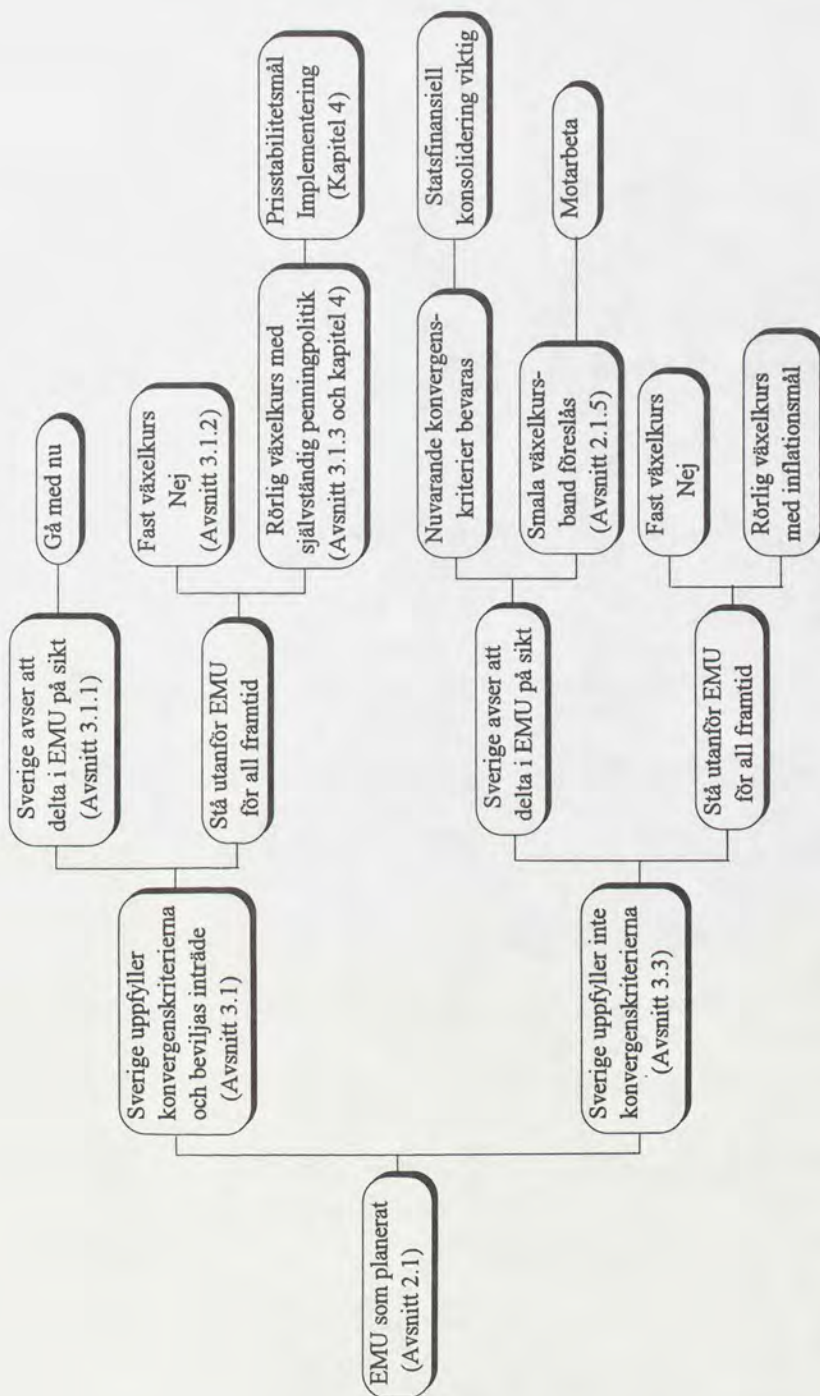 EMU som planerat
(Avsnitt 2.1)
Sverige uppfyller
konvergenskriterierna
och beviljas inträde
(Avsnitt 3.1)
Sverige avser att
delta i EMU på sikt
(Avsnitt 3.1.1)
Gå med nu
Stå utanför EMU
för all framtid
Fast växelkurs
Nej
(Avsnitt 3.1.2)
Rörlig växelkurs med
självständig penningpolitik
(Avsnitt 3.1.3 och kapitel 4)
Prisstabilitetsmål
Implementering
(Kapitel 4)
Sverige uppfyller inte
konvergenskriterierna
(Avsnitt 3.3)
Sverige avser att
delta i EMU på sikt
Nuvarande konvergens-
kriterier bevaras
Statsfinansiell
konsolidering viktig
Smala växelkurs-
band föreslås
(Avsnitt 2.1.5)
Motarbeta
Stå utanför EMU
för all framtid
Fast växelkurs
Nej
Rörlig växelkurs
med inflationsmål